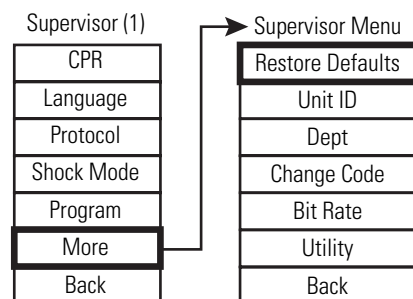 Supervisor (1)
CPR
Language
Protocol
Shock Mode
Program
More
Back
Supervisor Menu
Restore Defaults
Unit ID
Dept
Change Code
Bit Rate
Utility
Back